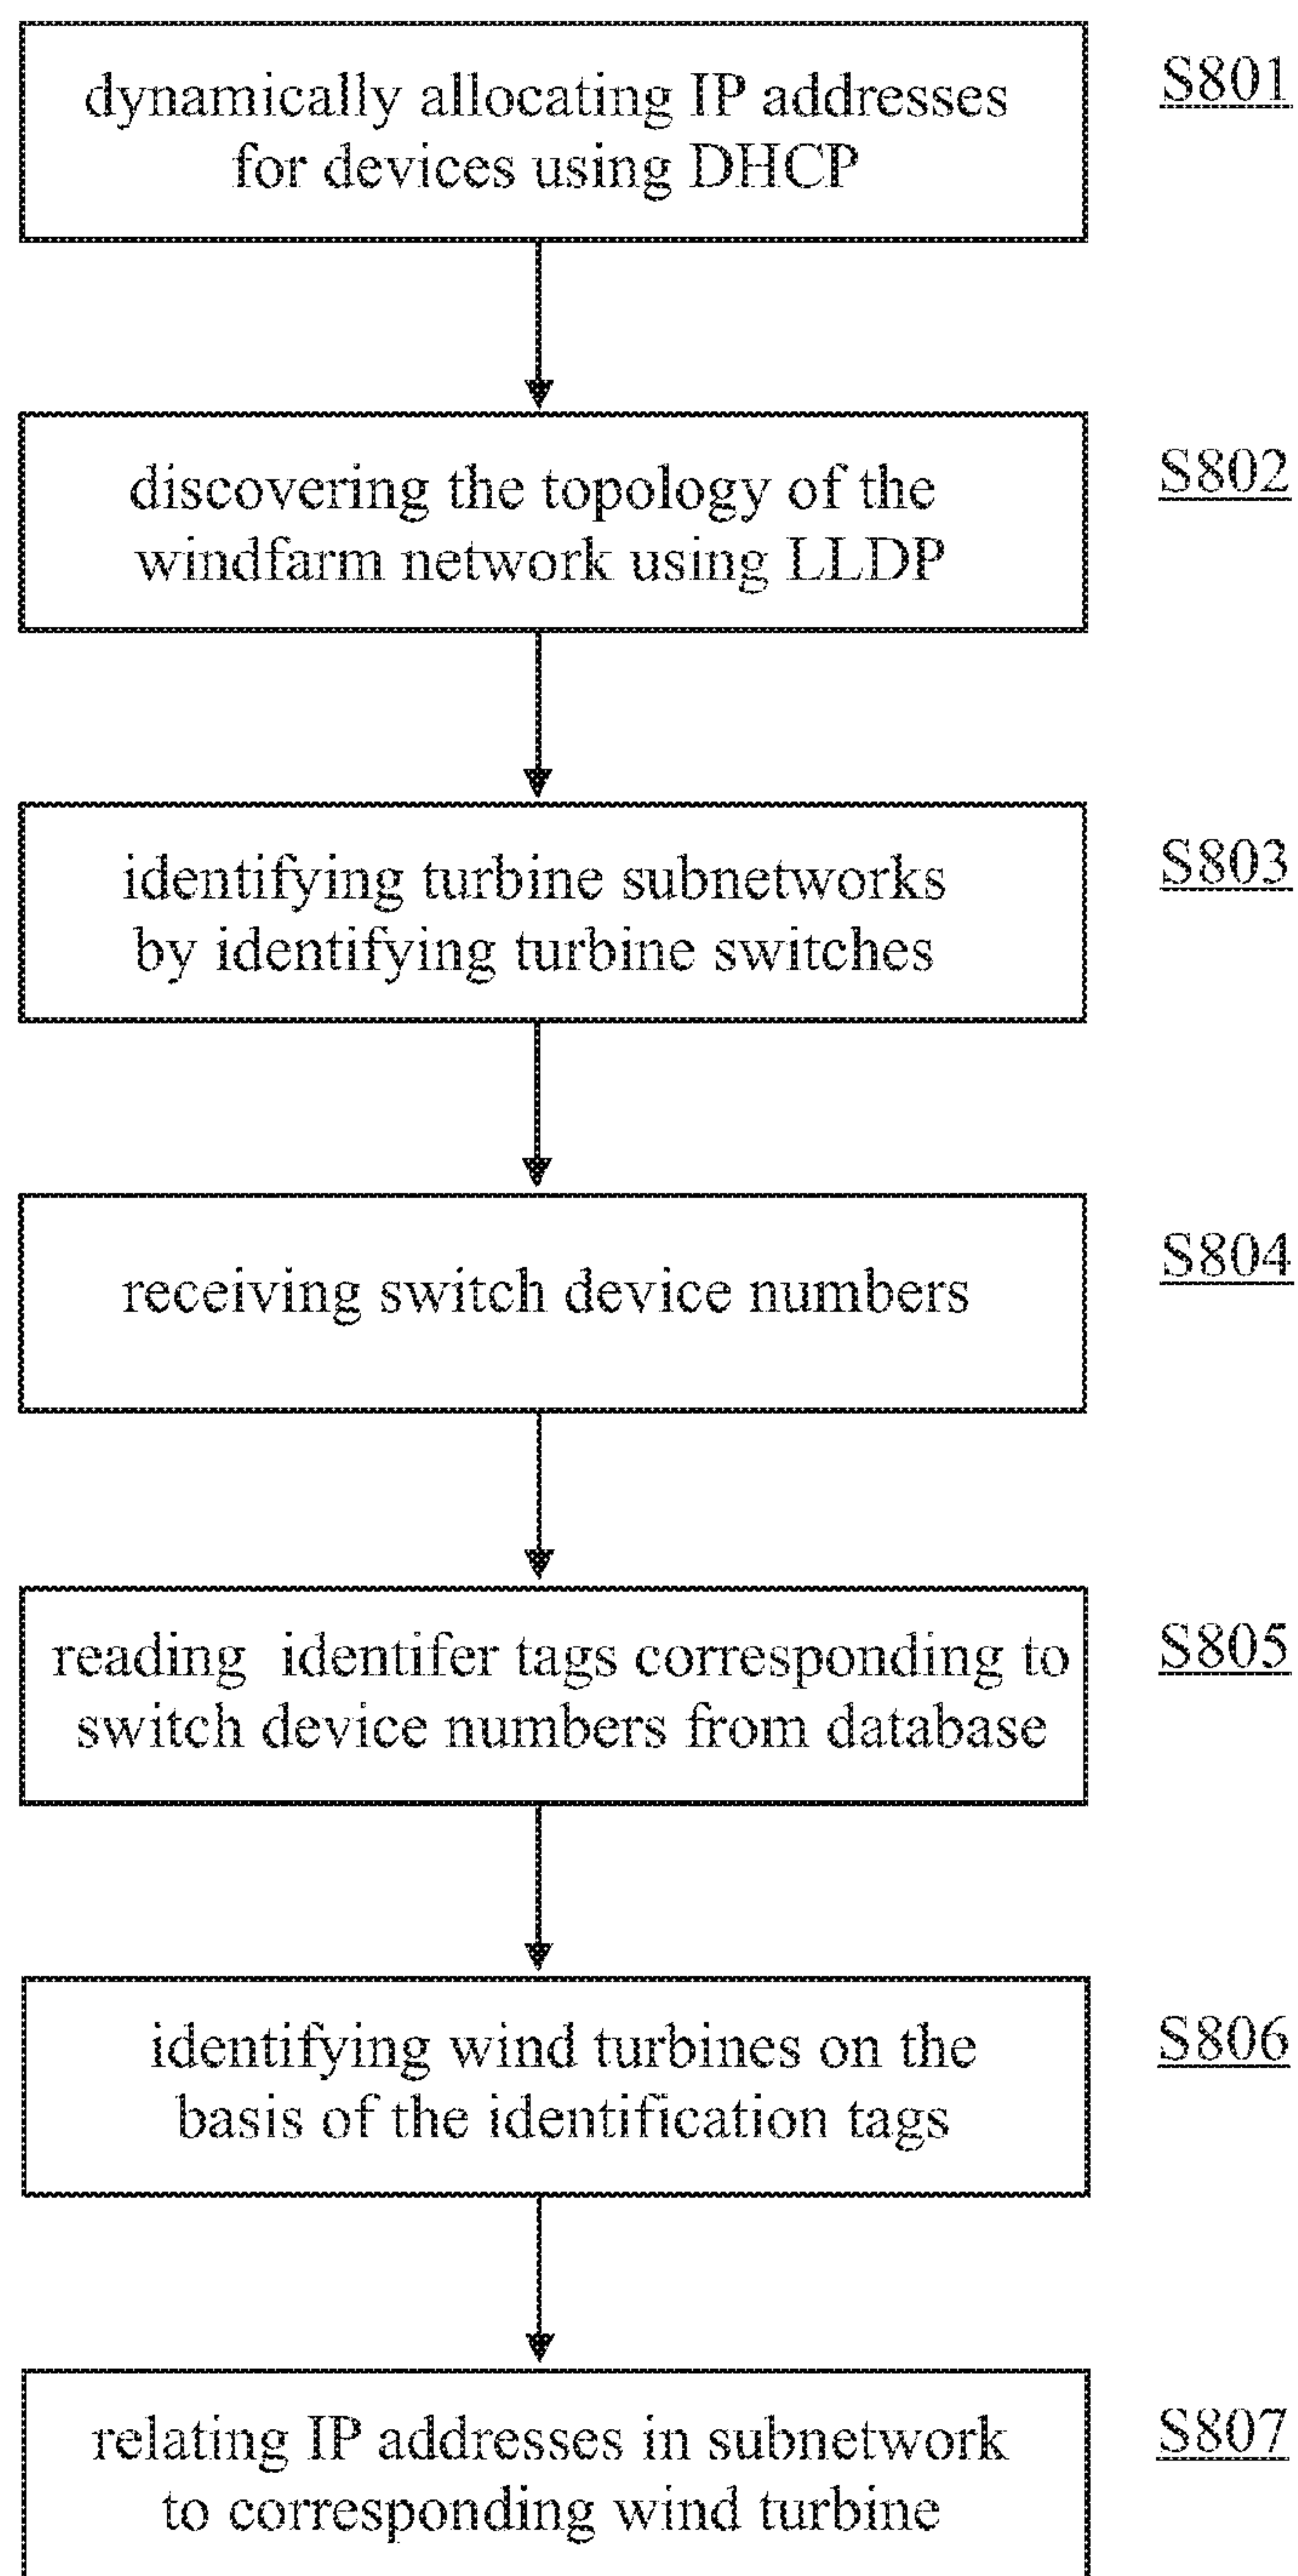 dynamically allocating IP addresses
for devices using DHCP
S801
discovering the topology of the
windfarm network using LLDP
S802
identifying turbine subnetworks
by identifying turbine switches
S803
receiving switch device numbers
S804
reading identifer tags corresponding to
switch device numbers from database
S805
identifying wind turbines on the
basis of the identification tags
S806
relating IP addresses in subnetwork
to corresponding wind turbine
S807